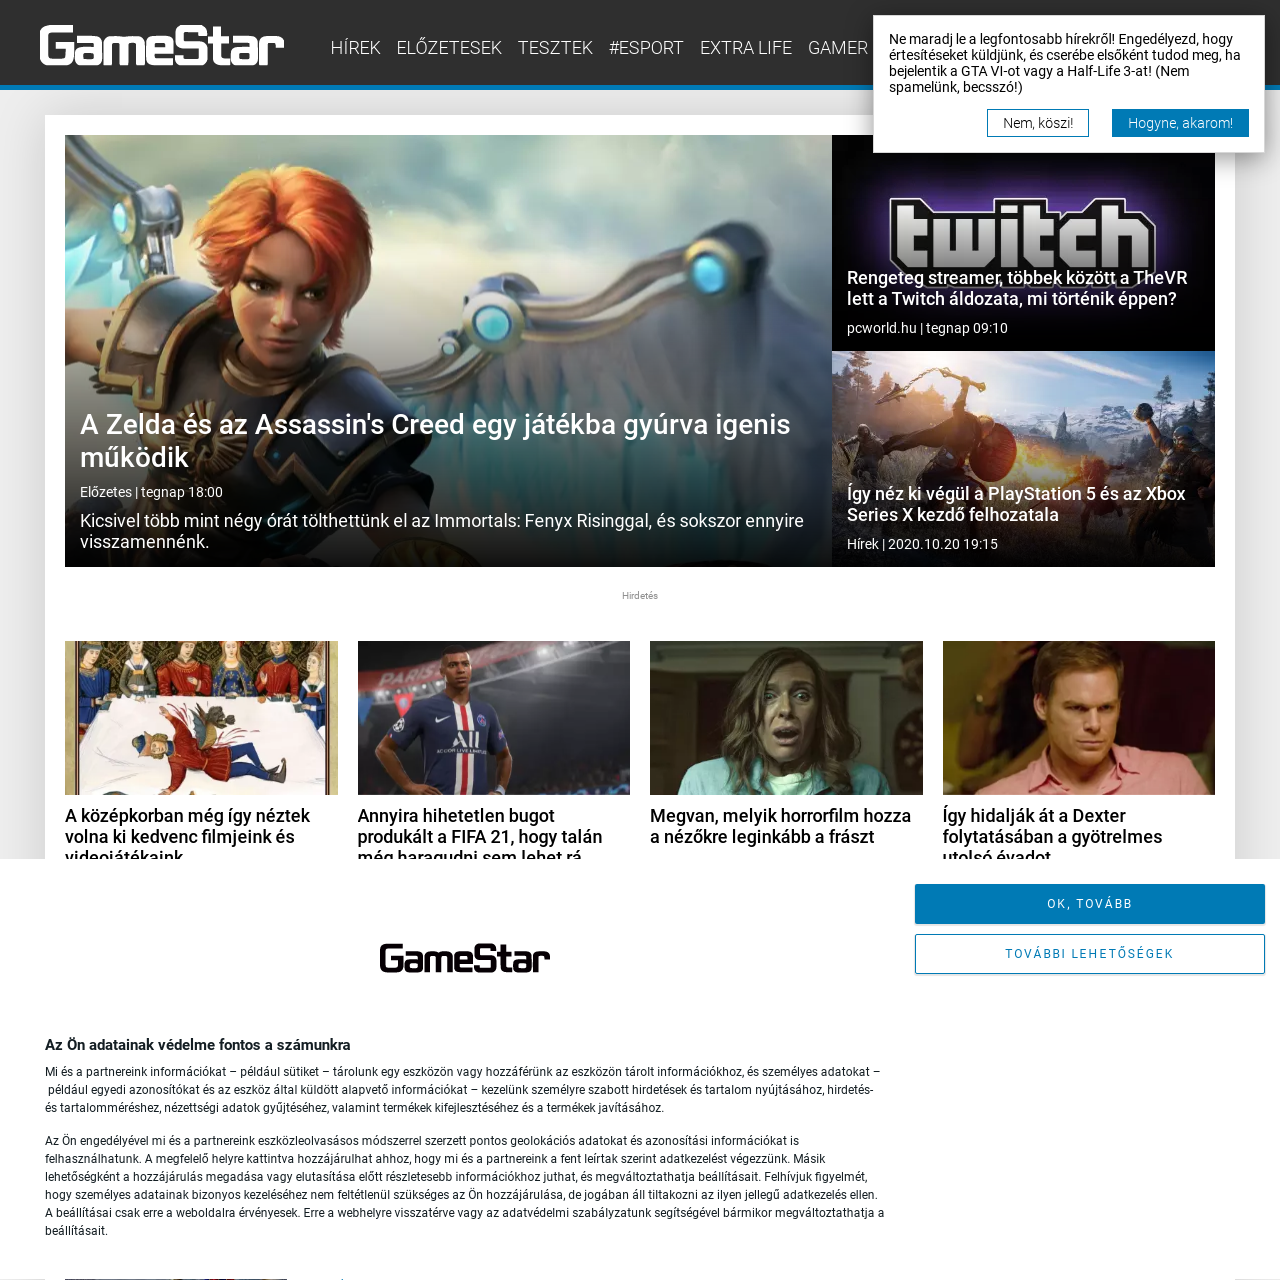 GameStar
HÍREK ELŐZETESEK TESZTEK #ESPORT EXTRA LIFE GAMER
Ne maradj le a legfontosabb hírekről! Engedélyezd, hogy
értesítéseket küldjünk, és cserébe elsőként tudod meg, ha
bejelentik a GTA VI-ot vagy a Half-Life 3-at! (Nem
spamelünk, becsszó!)
Nem, köszi!
Hogyne, akarom!
A Zelda és az Assassin's Creed egy játékba gyúrva igenis
működik
Előzetes | tegnap 18:00
Kicsivel több mint négy órát tölthettünk el az Immortals: Fenyx Risinggal, és sokszor ennyire
visszamennénk.
twitch
Rengeteg streamer, többek között a TheVR
lett a Twitch áldozata, mi történik éppen?
pcworld.hu | tegnap 09:10
Így néz ki végül a PlayStation 5 és az Xbox
Series X kezdő felhozatala
Hírek | 2020.10.20 19:15
Hirdetés
PARIS
ALL
ACCOR LIVE LIMITLESS
A középkorban még így néztek
volna ki kedvenc filmjeink és
videojátékaink
Annyira hihetetlen bugot
produkált a FIFA 21, hogy talán
még haragudni sem lehet rá
Megvan, melyik horrorfilm hozza
a nézőkre leginkább a frászt
Így hidalják át a Dexter
folytatásában a gyötrelmes
utolsó évadot
OK, TOVÁBB
TOVÁBBI LEHETŐSÉGEK
GameStar
Az Ön adatainak védelme fontos a számunkra
Mi és a partnereink információkat – például sütiket – tárolunk egy eszközön vagy hozzáférünk az eszközön tárolt információkhoz, és személyes adatokat –
például egyedi azonosítókat és az eszköz által küldött alapvető információkat – kezelünk személyre szabott hirdetések és tartalom nyújtásához, hirdetés-
és tartalomméréshez, nézettségi adatok gyűjtéséhez, valamint termékek kifejlesztéséhez és a termékek javításához.
Az Ön engedélyével mi és a partnereink eszközleolvasásos módszerrel szerzett pontos geolokációs adatokat és azonosítási információkat is
felhasználhatunk. A megfelelő helyre kattintva hozzájárulhat ahhoz, hogy mi és a partnereink a fent leírtak szerint adatkezelést végezzünk. Másik
lehetőségként a hozzájárulás megadása vagy elutasítása előtt részletesebb információkhoz juthat, és megváltoztathatja beállításait. Felhívjuk figyelmét,
hogy személyes adatainak bizonyos kezeléséhez nem feltétlenül szükséges az Ön hozzájárulása, de jogában áll tiltakozni az ilyen jellegű adatkezelés ellen.
A beállításai csak erre a weboldalra érvényesek. Erre a webhelyre visszatérve vagy az adatvédelmi szabályzatunk segítségével bármikor megváltoztathatja a
beállításait.